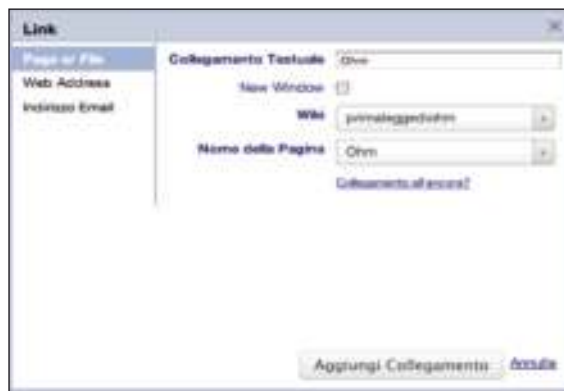 Link
Page or File
Web Address
Indirizzo Email
Collegamento Testuale Ohm
New Window
Wiki primaleggediohm
Nome della Pagina Ohm
Collegamento all'ancora?
Aggiungi Collegamento Annulla